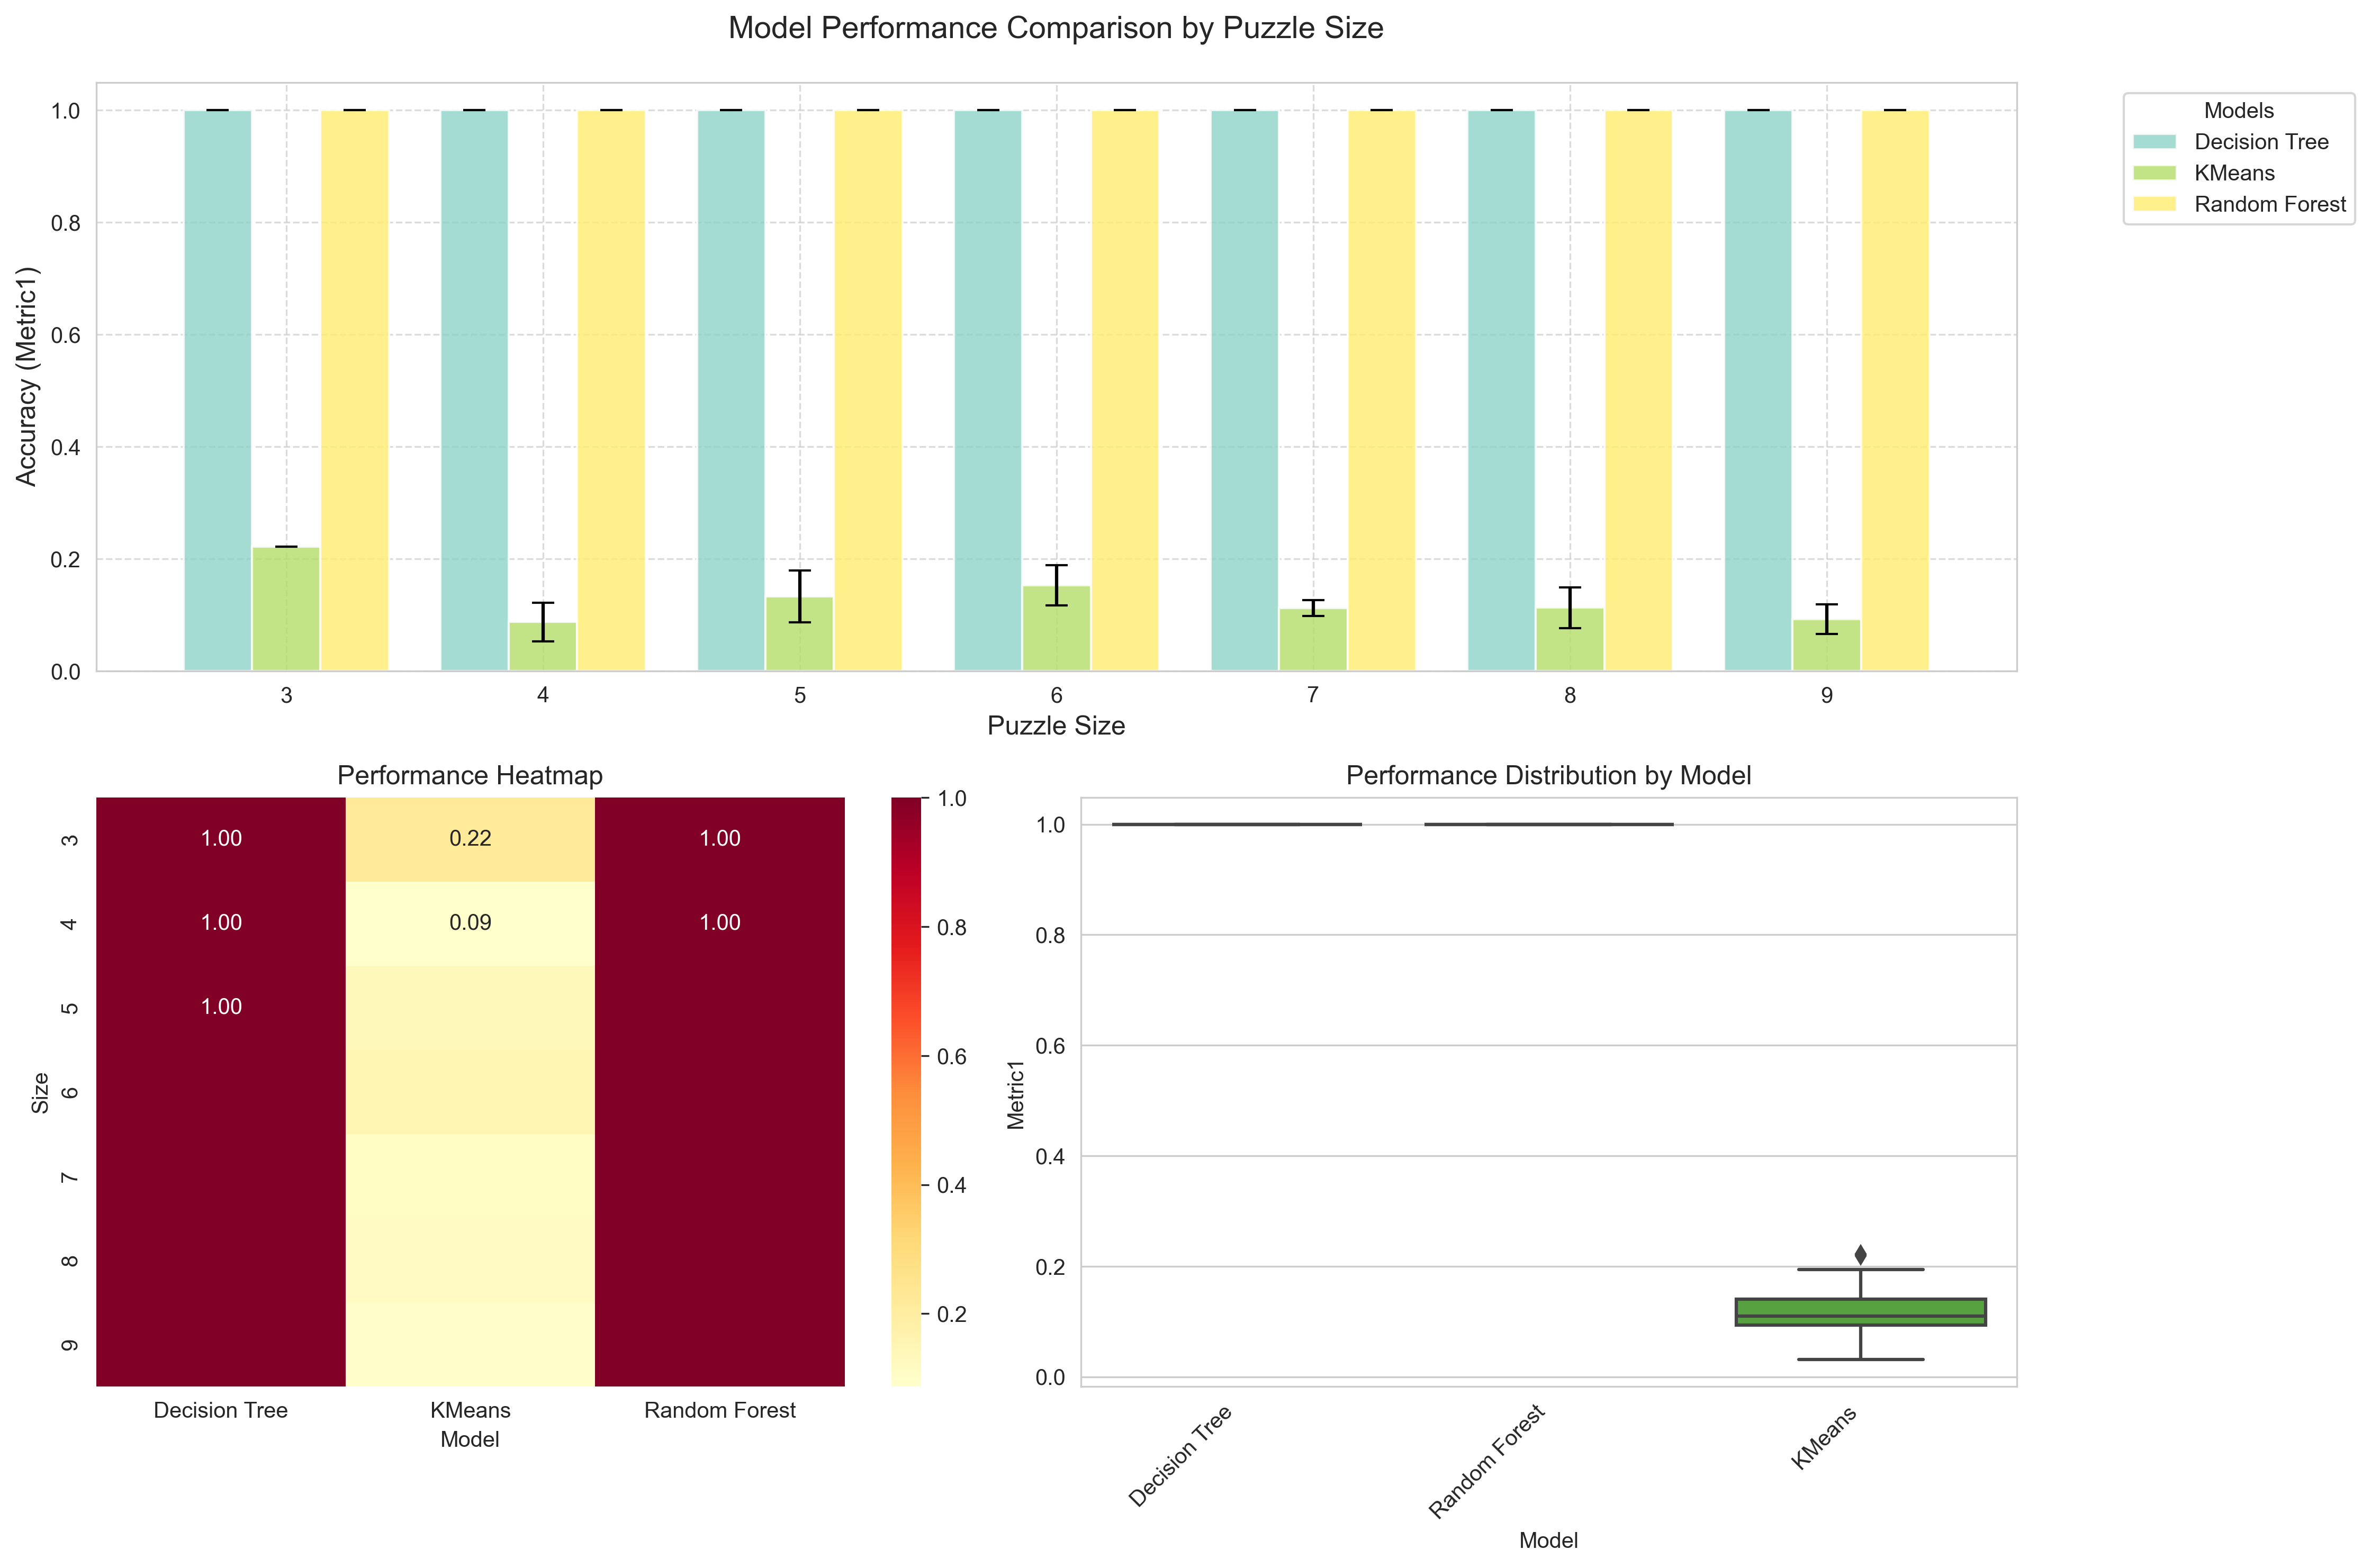 Model Performance Comparison by Puzzle Size
Accuracy (Metric1)
1.0
0.8
0.6
0.4
0.2
0.0
3 4 5 6 7 8 9
Puzzle Size
Models
Decision Tree
KMeans
Random Forest
Performance Heatmap
Size
3 1.00 0.22 1.00
4 1.00 0.09 1.00
5 1.00
6
7
8
9
Decision Tree KMeans Random Forest
Model
1.0
0.8
0.6
0.4
0.2
Performance Distribution by Model
Metric1
1.0
0.8
0.6
0.4
0.2
0.0
Decision Tree Random Forest KMeans
Model